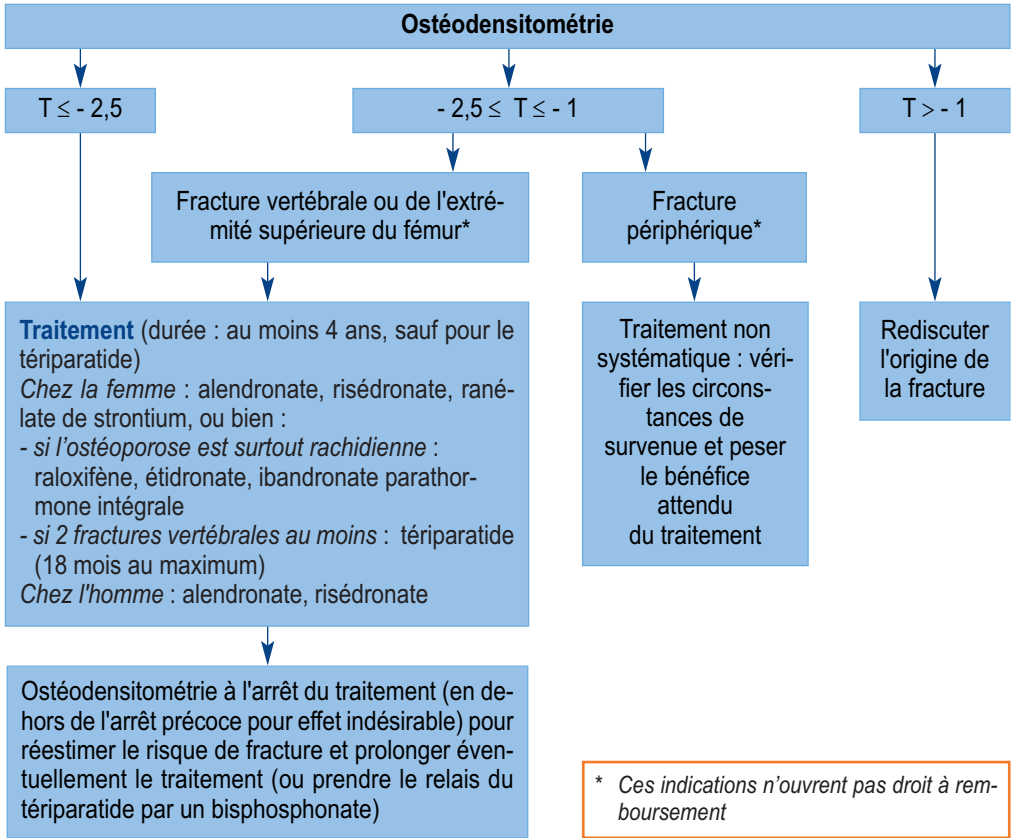 Ostéodensitométrie
T ≤ - 2,5
- 2,5 ≤ T ≤ - 1
T > - 1
Fracture vertébrale ou de l'extré-
mité supérieure du fémur*
Fracture
périphérique*
Traitement (durée : au moins 4 ans, sauf pour le
tériparatide)
Chez la femme : alendronate, risédronate, rané-
late de strontium, ou bien :
- si l'ostéoporose est surtout rachidienne :
raloxifène, étidronate, ibandronate parathor-
mone intégrale
- si 2 fractures vertébrales au moins : tériparatide
(18 mois au maximum)
Chez l'homme : alendronate, risédronate
Traitement non
systématique : véri-
fier les circons-
tances de
survenue et peser
le bénéfice
attendu
du traitement
Rediscuter
l'origine de
la fracture
Ostéodensitométrie à l'arrêt du traitement (en de-
hors de l'arrêt précoce pour effet indésirable) pour
réestimer le risque de fracture et prolonger éven-
tuellement le traitement (ou prendre le relais du
tériparatide par un bisphosphonate)
* Ces indications n'ouvrent pas droit à rem-
boursement